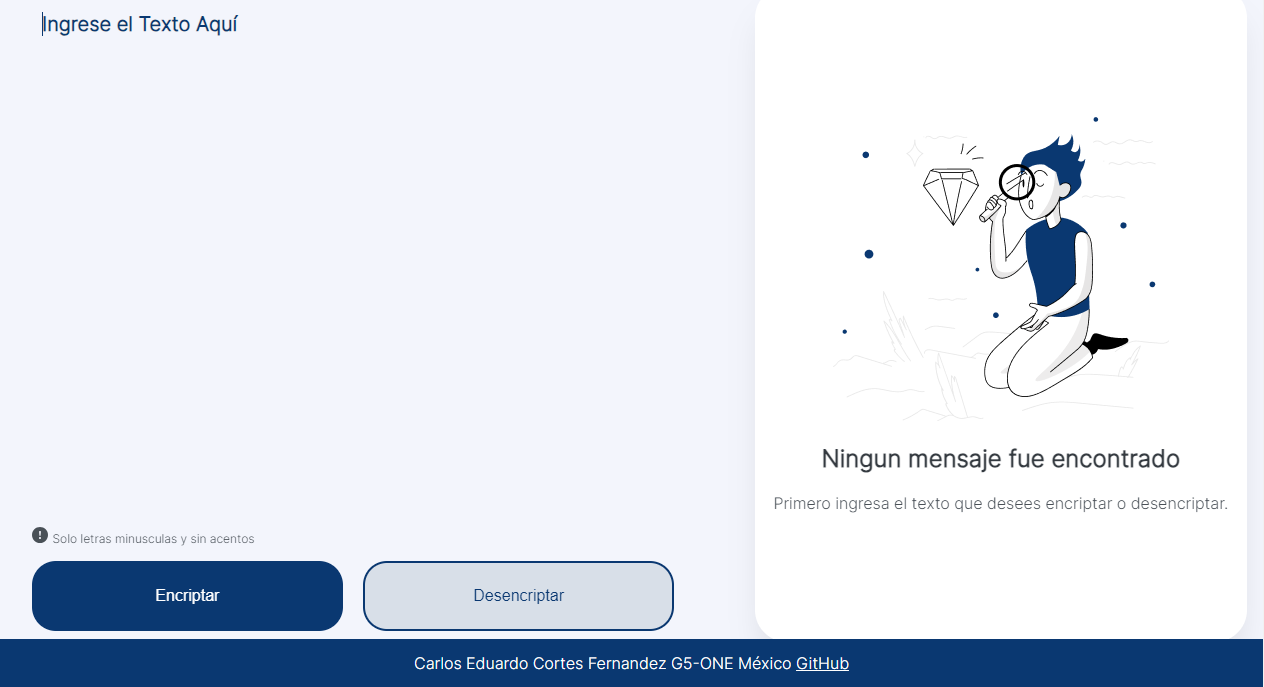 Ingrese el Texto Aquí
Ningun mensaje fue encontrado
Primero ingresa el texto que desees encriptar o desencriptar.
Solo letras minusculas y sin acentos
Encriptar
Desencriptar
Carlos Eduardo Cortes Fernandez G5-ONE México GitHub